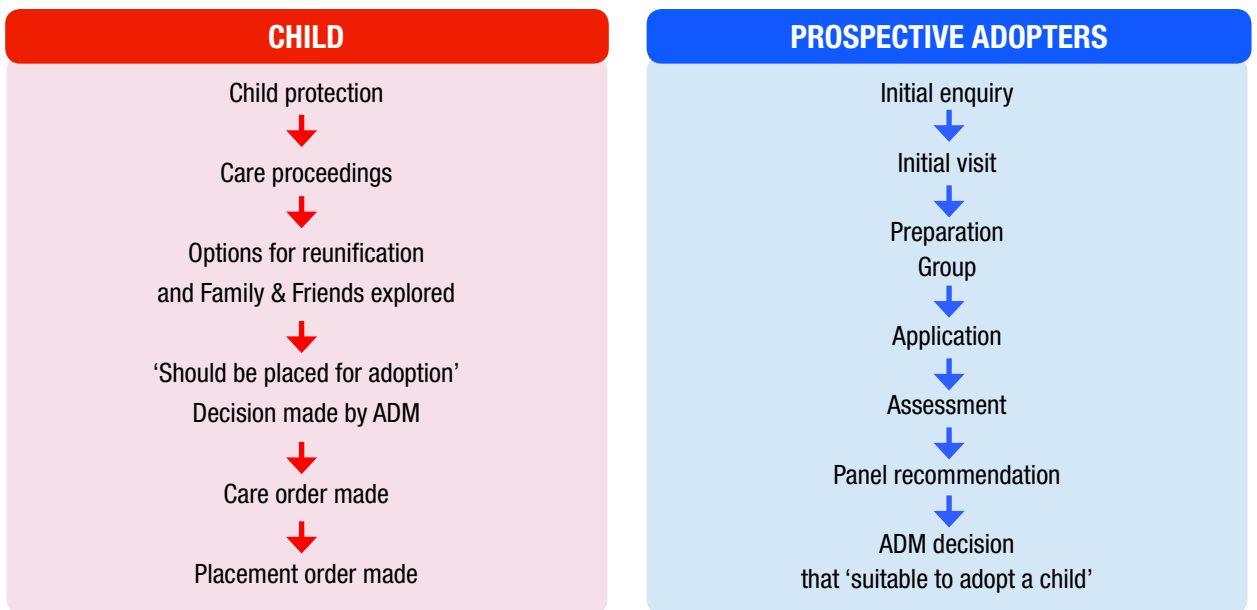 CHILD
Child protection
Care proceedings
Options for reunification
and Family & Friends explored
‘Should be placed for adoption’
Decision made by ADM
Care order made
Placement order made
PROSPECTIVE ADOPTERS
Initial enquiry
Initial visit
Preparation
Group
Application
Assessment
Panel recommendation
ADM decision
that ‘suitable to adopt a child’